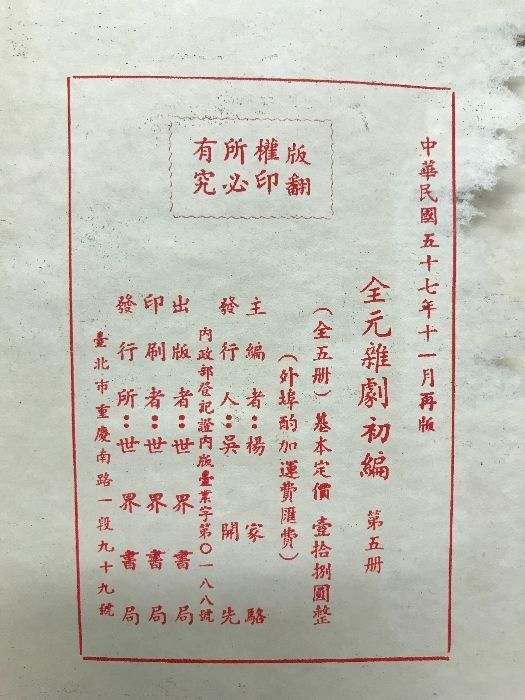 中華民國五十七年十一月再版
全元雜劇初編 第五册
(全五册)基本定價 壹拾捌圓整
(外埠酌加運費匯費)
主編者:楊家駱
發行人:吳開先
內政部登記證內版臺業字第〇一八八號
出版者:世界書局
印刷者:世界書局
發行所:世界書局
臺北市重慶南路一段九十九號
版權所有
翻印必究